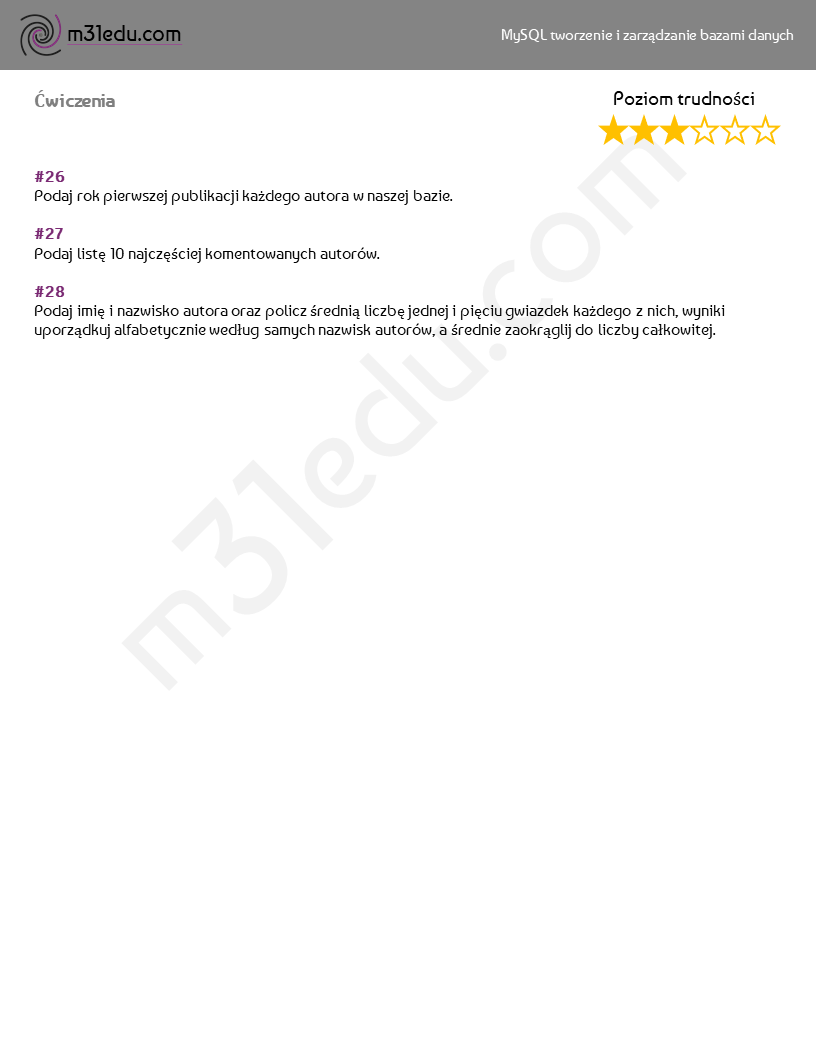 m31edu.com
MySQL tworzenie i zarządzanie bazami danych
Ćwiczenia
Poziom trudności
#26
Podaj rok pierwszej publikacji każdego autora w naszej bazie.
#27
Podaj listę 10 najczęściej komentowanych autorów.
#28
Podaj imię i nazwisko autora oraz policz średnią liczbę jednej i pięciu gwiazdek każdego z nich, wyniki
uporządkuj alfabetycznie według samych nazwisk autorów, a średnie zaokrąglij do liczby całkowitej.
m31edu.com